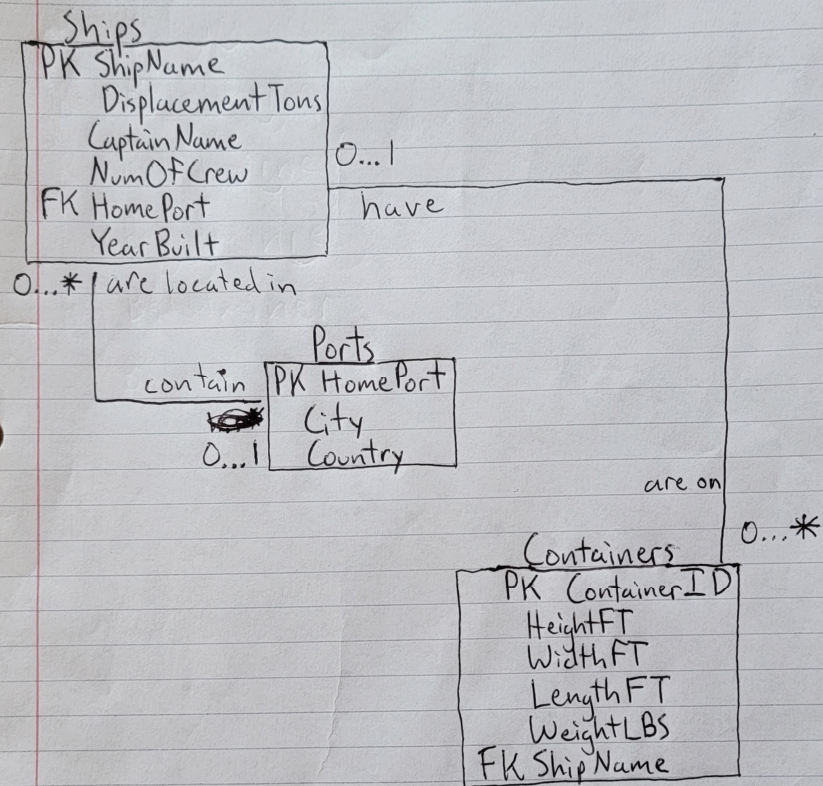 Ships
PK ShipName
DisplacementTons
CaptainName
NumOfCrew
0...1
FK HomePort
have
YearBuilt
0...*
are located in
Ports
contain
PK HomePort
City
0...1
Country
are on
0...*
Containers
PK ContainerID
HeightFT
WidthFT
LengthFT
WeightLBS
FK ShipName